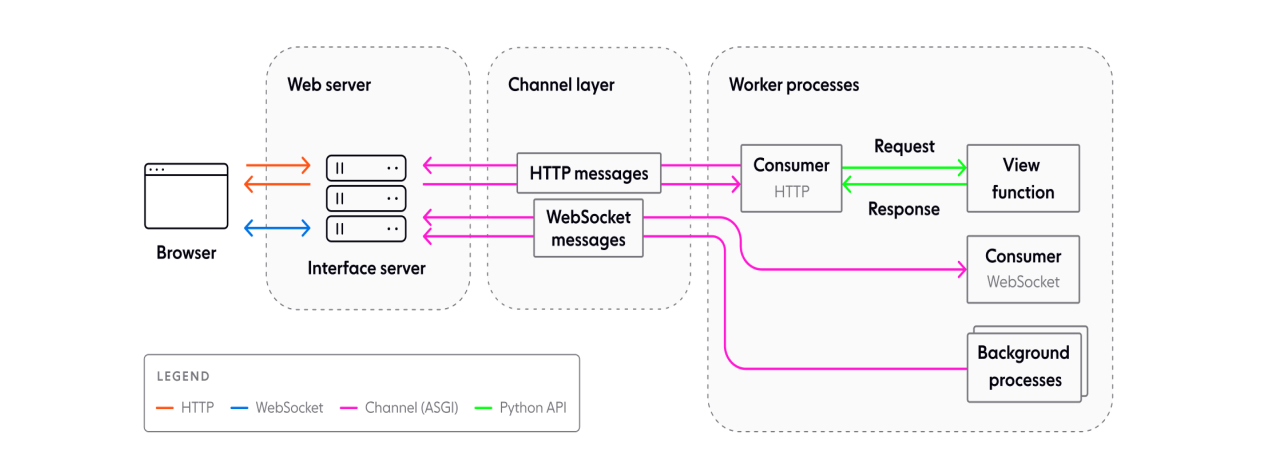 Web server
Channel layer
Worker processes
HTTP messages
Consumer
HTTP
Request
Response
View
function
WebSocket
messages
Browser
Interface server
Consumer
WebSocket
Background
processes
LEGEND
HTTP
WebSocket
Channel (ASGI)
Python API